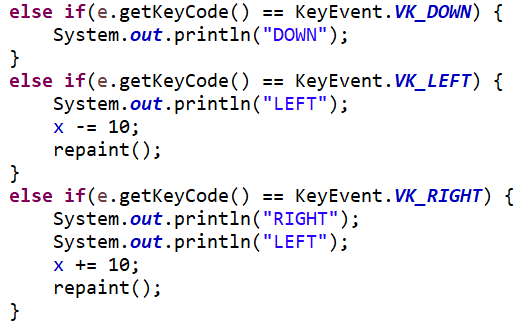 else if(e.getKeyCode() == KeyEvent.VK_DOWN) {
    System.out.println("DOWN");
}
else if(e.getKeyCode() == KeyEvent.VK_LEFT) {
    System.out.println("LEFT");
    x -= 10;
    repaint();
}
else if(e.getKeyCode() == KeyEvent.VK_RIGHT) {
    System.out.println("RIGHT");
    System.out.println("LEFT");
    x += 10;
    repaint();
}